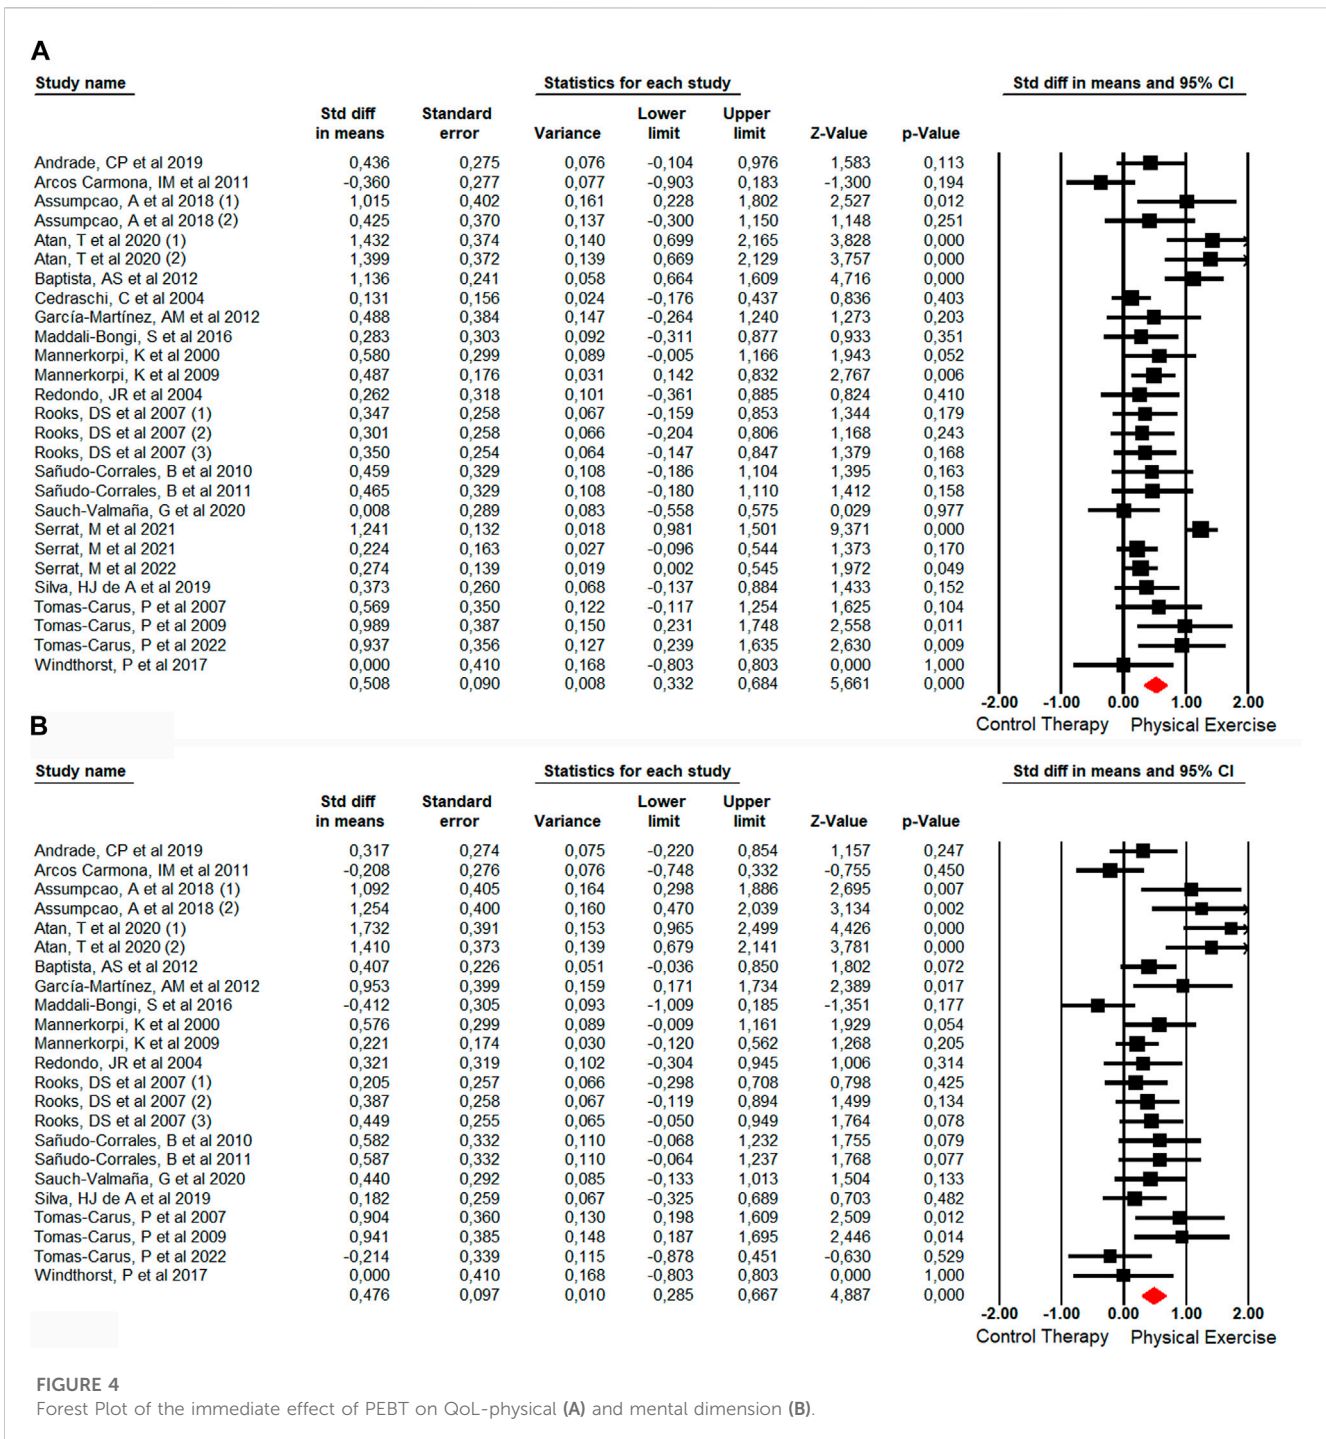 A
Study name Statistics for each study Std diff in means and 95% CI
Std diff Standard Lower Upper
in means error Variance limit limit Z-Value p-Value
Andrade, CP et al 2019 0,436 0,275 0,076 -0,104 0,976 1,583 0,113
Arcos Carmona, IM et al 2011 -0,360 0,277 0,077 -0,903 0,183 -1,300 0,194
Assumpcao, A et al 2018 (1) 1,015 0,402 0,161 0,228 1,802 2,527 0,012
Assumpcao, A et al 2018 (2) 0,425 0,370 0,137 -0,300 1,150 1,148 0,251
Atan, T et al 2020 (1) 1,432 0,374 0,140 0,699 2,165 3,828 0,000
Atan, T et al 2020 (2) 1,399 0,372 0,139 0,669 2,129 3,757 0,000
Baptista, AS et al 2012 1,136 0,241 0,058 0,664 1,609 4,716 0,000
Cedraschi, C et al 2004 0,131 0,156 0,024 -0,176 0,437 0,836 0,403
García-Martínez, AM et al 2012 0,488 0,384 0,147 -0,264 1,240 1,273 0,203
Maddali-Bongi, S et al 2016 0,283 0,303 0,092 -0,311 0,877 0,933 0,351
Mannerkorpi, K et al 2000 0,580 0,299 0,089 -0,005 1,166 1,943 0,052
Mannerkorpi, K et al 2009 0,487 0,176 0,031 0,142 0,832 2,767 0,006
Redondo, JR et al 2004 0,262 0,318 0,101 -0,361 0,885 0,824 0,410
Rooks, DS et al 2007 (1) 0,347 0,258 0,067 -0,159 0,853 1,344 0,179
Rooks, DS et al 2007 (2) 0,301 0,258 0,066 -0,204 0,806 1,168 0,243
Rooks, DS et al 2007 (3) 0,350 0,254 0,064 -0,147 0,847 1,379 0,168
Sañudo-Corrales, B et al 2010 0,459 0,329 0,108 -0,186 1,104 1,395 0,163
Sañudo-Corrales, B et al 2011 0,465 0,329 0,108 -0,180 1,110 1,412 0,158
Sauch-Valmaña, G et al 2020 0,008 0,289 0,083 -0,558 0,575 0,029 0,977
Serrat, M et al 2021 1,241 0,132 0,018 0,981 1,501 9,371 0,000
Serrat, M et al 2021 0,224 0,163 0,027 -0,096 0,544 1,373 0,170
Serrat, M et al 2022 0,274 0,139 0,019 0,002 0,545 1,972 0,049
Silva, HJ de A et al 2019 0,373 0,260 0,068 -0,137 0,884 1,433 0,152
Tomas-Carus, P et al 2007 0,569 0,350 0,122 -0,117 1,254 1,625 0,104
Tomas-Carus, P et al 2009 0,989 0,387 0,150 0,231 1,748 2,558 0,011
Tomas-Carus, P et al 2022 0,937 0,356 0,127 0,239 1,635 2,630 0,009
Windthorst, P et al 2017 0,000 0,410 0,168 -0,803 0,803 0,000 1,000
0,508 0,090 0,008 0,332 0,684 5,661 0,000
-2.00 -1.00 0.00 1.00 2.00
Control Therapy Physical Exercise
B
Study name Statistics for each study Std diff in means and 95% CI
Std diff Standard Lower Upper
in means error Variance limit limit Z-Value p-Value
Andrade, CP et al 2019 0,317 0,274 0,075 -0,220 0,854 1,157 0,247
Arcos Carmona, IM et al 2011 -0,208 0,276 0,076 -0,748 0,332 -0,755 0,450
Assumpcao, A et al 2018 (1) 1,092 0,405 0,164 0,298 1,886 2,695 0,007
Assumpcao, A et al 2018 (2) 1,254 0,400 0,160 0,470 2,039 3,134 0,002
Atan, T et al 2020 (1) 1,732 0,391 0,153 0,965 2,499 4,426 0,000
Atan, T et al 2020 (2) 1,410 0,373 0,139 0,679 2,141 3,781 0,000
Baptista, AS et al 2012 0,407 0,226 0,051 -0,036 0,850 1,802 0,072
García-Martínez, AM et al 2012 0,953 0,399 0,159 0,171 1,734 2,389 0,017
Maddali-Bongi, S et al 2016 -0,412 0,305 0,093 -1,009 0,185 -1,351 0,177
Mannerkorpi, K et al 2000 0,576 0,299 0,089 -0,009 1,161 1,929 0,054
Mannerkorpi, K et al 2009 0,221 0,174 0,030 -0,120 0,562 1,268 0,205
Redondo, JR et al 2004 0,321 0,319 0,102 -0,304 0,945 1,006 0,314
Rooks, DS et al 2007 (1) 0,205 0,257 0,066 -0,298 0,708 0,798 0,425
Rooks, DS et al 2007 (2) 0,387 0,258 0,067 -0,119 0,894 1,499 0,134
Rooks, DS et al 2007 (3) 0,449 0,255 0,065 -0,050 0,949 1,764 0,078
Sañudo-Corrales, B et al 2010 0,582 0,332 0,110 -0,068 1,232 1,755 0,079
Sañudo-Corrales, B et al 2011 0,587 0,332 0,110 -0,064 1,237 1,768 0,077
Sauch-Valmaña, G et al 2020 0,440 0,292 0,085 -0,133 1,013 1,504 0,133
Silva, HJ de A et al 2019 0,182 0,259 0,067 -0,325 0,689 0,703 0,482
Tomas-Carus, P et al 2007 0,904 0,360 0,130 0,198 1,609 2,509 0,012
Tomas-Carus, P et al 2009 0,941 0,385 0,148 0,187 1,695 2,446 0,014
Tomas-Carus, P et al 2022 -0,214 0,339 0,115 -0,878 0,451 -0,630 0,529
Windthorst, P et al 2017 0,000 0,410 0,168 -0,803 0,803 0,000 1,000
0,476 0,097 0,010 0,285 0,667 4,887 0,000
-2.00 -1.00 0.00 1.00 2.00
Control Therapy Physical Exercise
FIGURE 4
Forest Plot of the immediate effect of PEBT on QoL-physical (A) and mental dimension (B).